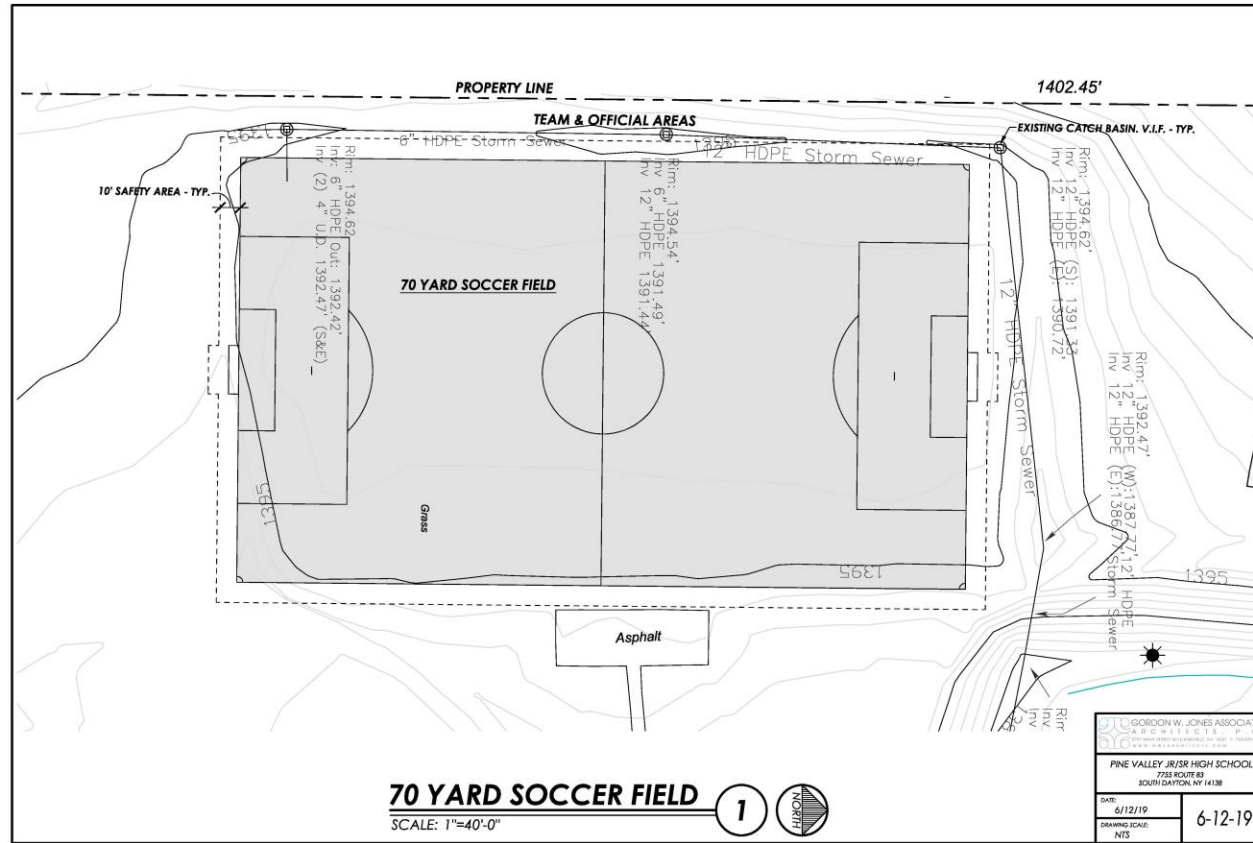 PROPERTY LINE
1402.45'
TEAM & OFFICIAL AREAS
EXISTING CATCH BASIN. V.I.F. - TYP.
1395
6" HDPE Storm Sewer
1395
12" HDPE Storm Sewer
10' SAFETY AREA - TYP.
Rim: 1394.62'
Inv: 6" HDPE Out: 1392.42'
Inv (2) 4" U.D. 1392.47' (S&E)
Rim: 1394.54'
Inv 6" HDPE 1391.49'
Inv 12" HDPE 1391.44'
Rim: 1394.62'
Inv 12" HDPE (S): 1391.33'
Inv 12" HDPE (E): 1390.72'
70 YARD SOCCER FIELD
12" HDPE Storm Sewer
Rim: 1392.47'
Inv 12" HDPE (W):1387.77'
Inv 12" HDPE (E):1386.77'
12" HDPE
Storm Sewer
1395
Grass
1395
1395
Asphalt
Rim
Inv
Inv
70 YARD SOCCER FIELD
1
NORTH
SCALE: 1"=40'-0"
GORDON W. JONES ASSOCIAT
ARCHITECTS, P.
PINE VALLEY JR/SR HIGH SCHOOL
7755 ROUTE 83
SOUTH DAYTON, NY 14138
DATE:
6/12/19
DRAWING SCALE:
NTS
6-12-19